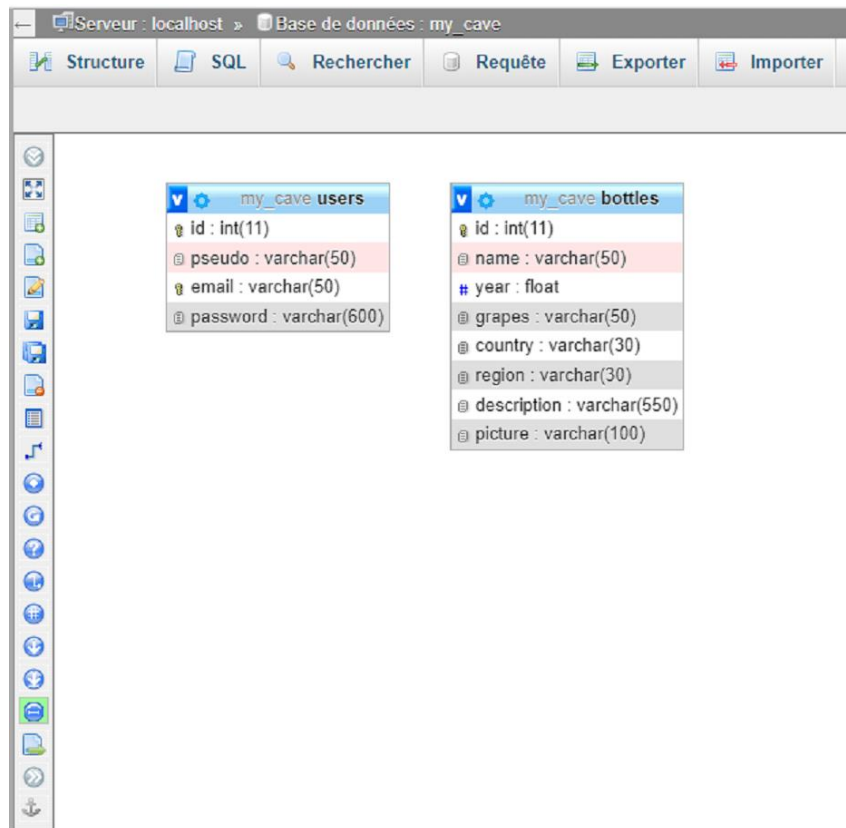 Serveur : localhost » Base de données : my_cave
Structure SQL Rechercher Requête Exporter Importer
my_cave users
id : int(11)
pseudo : varchar(50)
email : varchar(50)
password : varchar(600)
my_cave bottles
id : int(11)
name : varchar(50)
# year : float
grapes : varchar(50)
country : varchar(30)
region : varchar(30)
description : varchar(550)
picture : varchar(100)